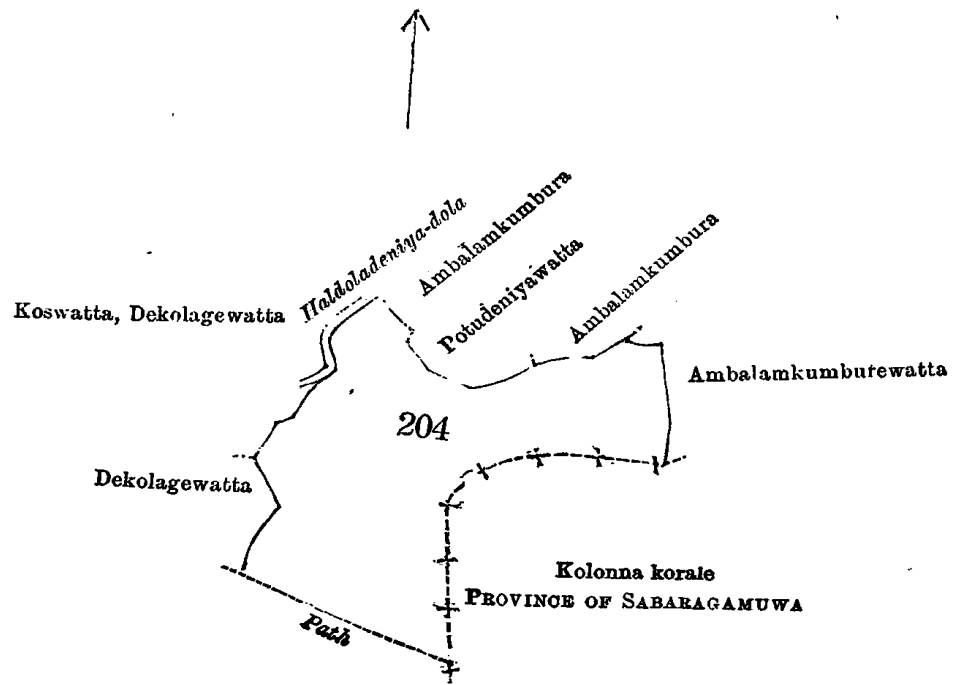 Haldoladeniya-dola
Ambalamkumbura
Potudeniyawatta
Ambalamkumbura
Koswatta, Dekolagewatta
Ambalamkumburewatta
204
Dekolagewatta
Kolonna korale
PROVINCE OF SABARAGAMUWA
Path